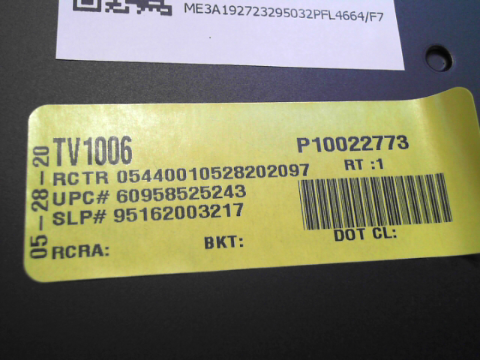 ME3A192723295032PFL4664/F7
05-28-20
TV1006
P10022773
RCTR 05440010528202097
RT :1
UPC# 60958525243
SLP# 95162003217
RCRA:
BKT:
DOT CL: